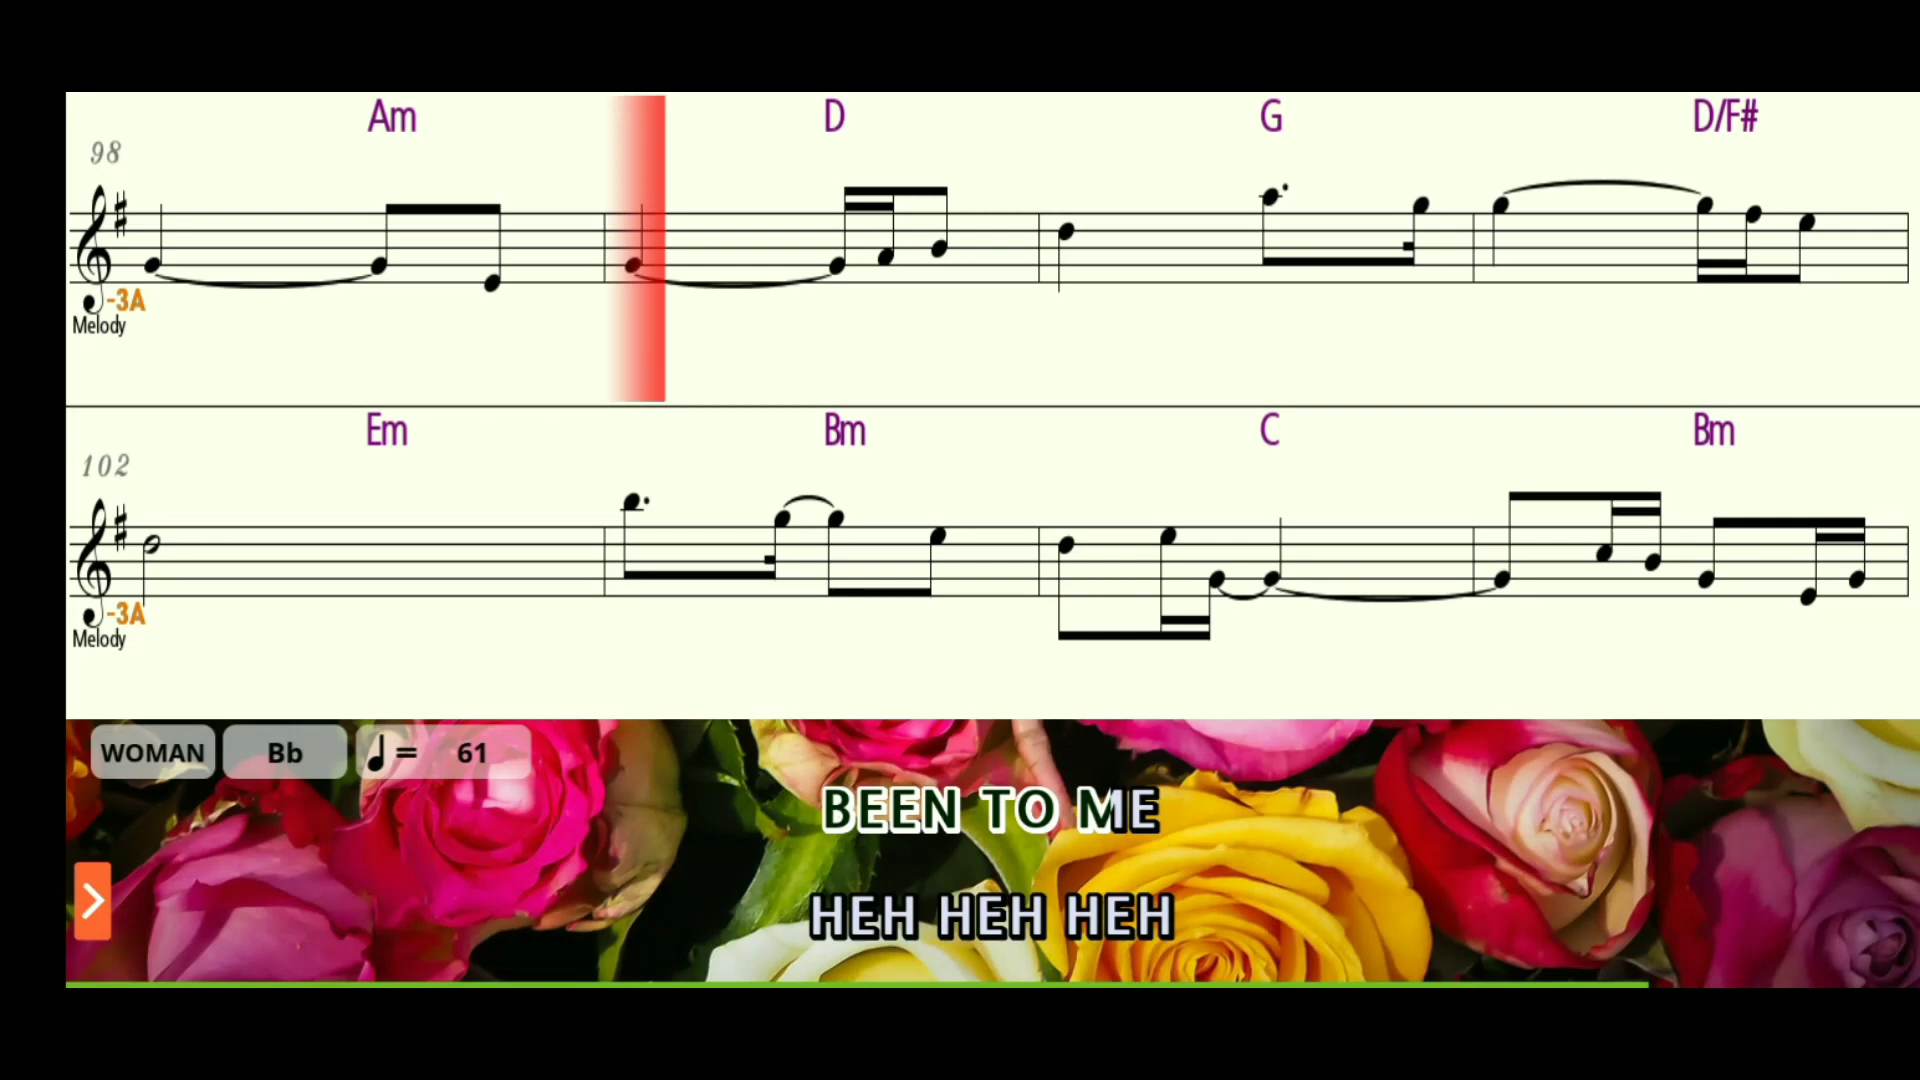 Am D G D/F#
98
-3A
Melody
Em Bm C Bm
102
-3A
Melody
WOMAN Bb ♩= 61
BEEN TO ME
HEH HEH HEH